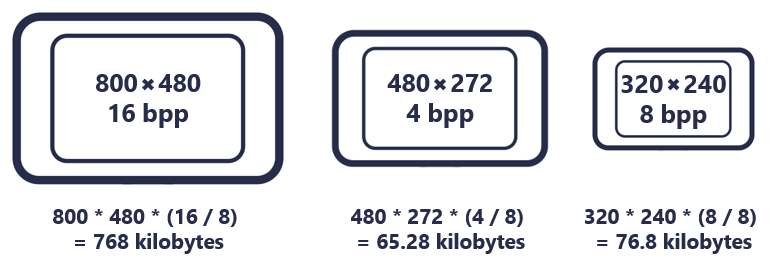 800×480
16 bpp
480×272
4 bpp
320×240
8 bpp
800 * 480 * (16 / 8)
= 768 kilobytes
480 * 272 * (4 / 8)
= 65.28 kilobytes
320 * 240 * (8 / 8)
= 76.8 kilobytes